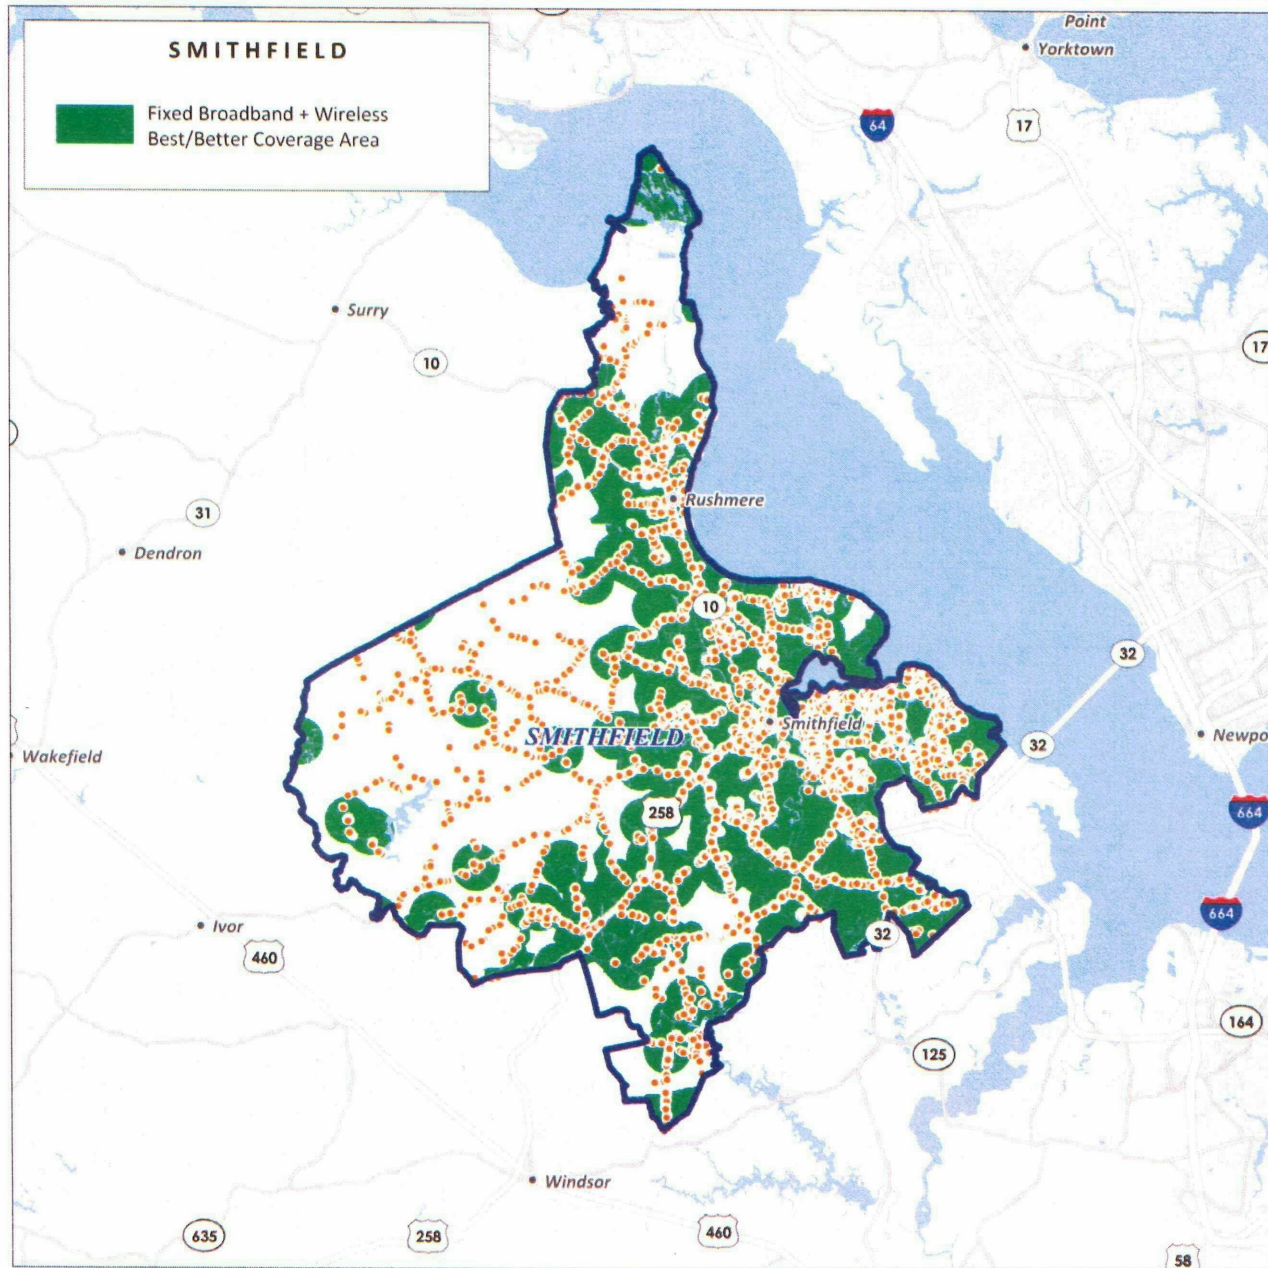 SMITHFIELD
Fixed Broadband + Wireless
Best/Better Coverage Area
Point
Yorktown
64
17
Surry
10
17
Rushmere
31
Dendron
10
32
Smithfield
SMITHFIELD
32
Newpo
Wakefield
258
664
664
Ivor
32
460
164
125
Windsor
635
258
460
58